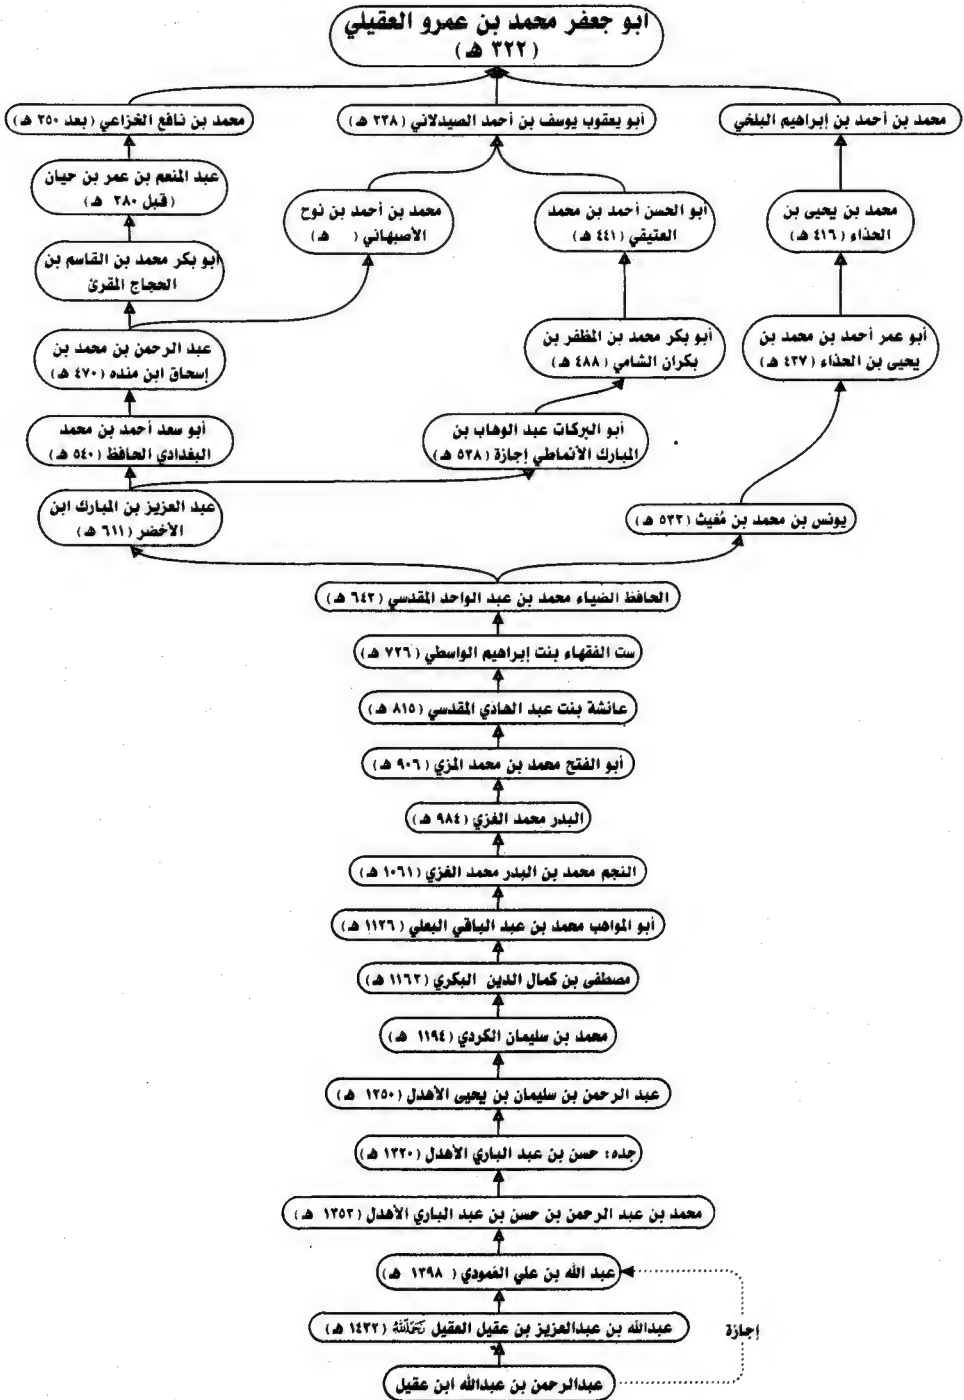 أبو جعفر محمد بن عمرو العقيلي
(٣٢٢ هـ)
محمد بن أحمد بن إبراهيم البلخي
أبو يعقوب يوسف بن أحمد الصيدلاني (٣٣٨ هـ)
محمد بن نافع الخزاعي (بعد ٣٥٠ هـ)
عبد المنعم بن عمر بن حيان
(قبل ٣٨٠ هـ)
محمد بن يحيى بن
الحذاء (٤١٦ هـ)
أبو الحسن أحمد بن محمد
العتيقي (٤٤١ هـ)
محمد بن أحمد بن نوح
الأصبهاني ( هـ)
أبو بكر محمد بن القاسم بن
الحجاج المقرئ
أبو عمر أحمد بن محمد بن
يحيى بن الحذاء (٤٣٧ هـ)
أبو بكر محمد بن المظفر بن
بكران الشامي (٤٨٨ هـ)
عبد الرحمن بن محمد بن
إسحاق ابن منده (٤٧٠ هـ)
أبو البركات عبد الوهاب بن
المبارك الأنماطي إجازة (٥٣٨ هـ)
أبو سعد أحمد بن محمد
البغدادي الحافظ (٥٤٠ هـ)
يونس بن محمد بن مُغيث (٥٣٢ هـ)
عبد العزيز بن المبارك ابن
الأخضر (٦١١ هـ)
الحافظ الضياء محمد بن عبد الواحد المقدسي (٦٤٣ هـ)
ست الفقهاء بنت إبراهيم الواسطي (٧٢٦ هـ)
عائشة بنت عبد الهادي المقدسي (٨١٥ هـ)
أبو الفتح محمد بن محمد المزي (٩٠٦ هـ)
البدر محمد الغزي (٩٨٤ هـ)
النجم محمد بن البدر محمد الغزي (١٠٦١ هـ)
أبو المواهب محمد بن عبد الباقي البعلي (١١٢٦ هـ)
مصطفى بن كمال الدين البكري (١١٦٢ هـ)
محمد بن سليمان الكردي (١١٩٤ هـ)
عبد الرحمن بن سليمان بن يحيى الأهدل (١٢٥٠ هـ)
جده: حسن بن عبد الباري الأهدل (١٣٢٠ هـ)
محمد بن عبد الرحمن بن حسن بن عبد الباري الأهدل (١٣٥٢ هـ)
عبد الله بن علي العمودي (١٣٩٨ هـ)
عبدالله بن عبدالعزيز بن عقيل العقيل رَحِمَهُ اللَّهُ (١٤٣٢ هـ)
إجازة
عبدالرحمن بن عبدالله ابن عقيل